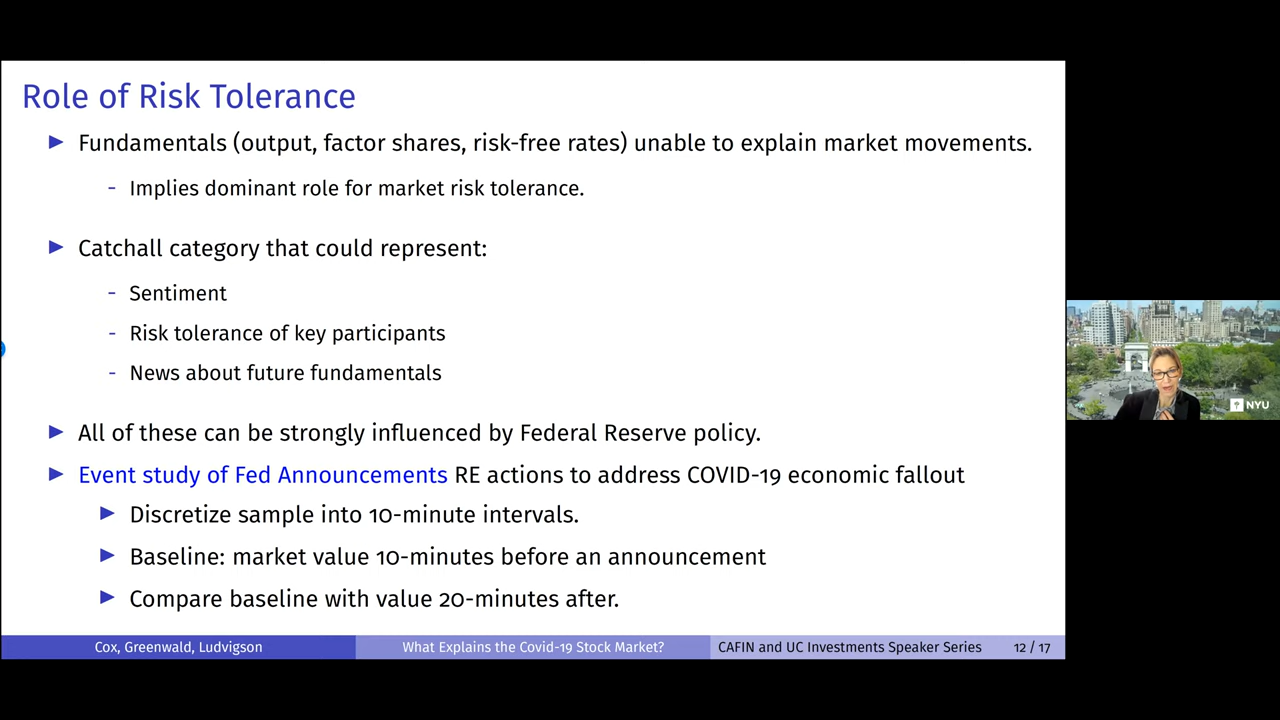 Role of Risk Tolerance
▶ Fundamentals (output, factor shares, risk-free rates) unable to explain market movements.
- Implies dominant role for market risk tolerance.
▶ Catchall category that could represent:
- Sentiment
- Risk tolerance of key participants
- News about future fundamentals
▶ All of these can be strongly influenced by Federal Reserve policy.
▶ Event study of Fed Announcements RE actions to address COVID-19 economic fallout
▶ Discretize sample into 10-minute intervals.
▶ Baseline: market value 10-minutes before an announcement
▶ Compare baseline with value 20-minutes after.
NYU
Cox, Greenwald, Ludvigson What Explains the Covid-19 Stock Market? CAFIN and UC Investments Speaker Series 12 / 17